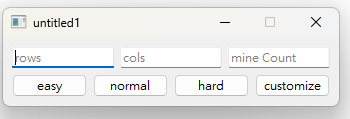 untitled1
rows cols mine Count
easy normal hard customize